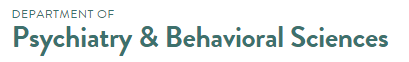 DEPARTMENT OF
Psychiatry & Behavioral Sciences